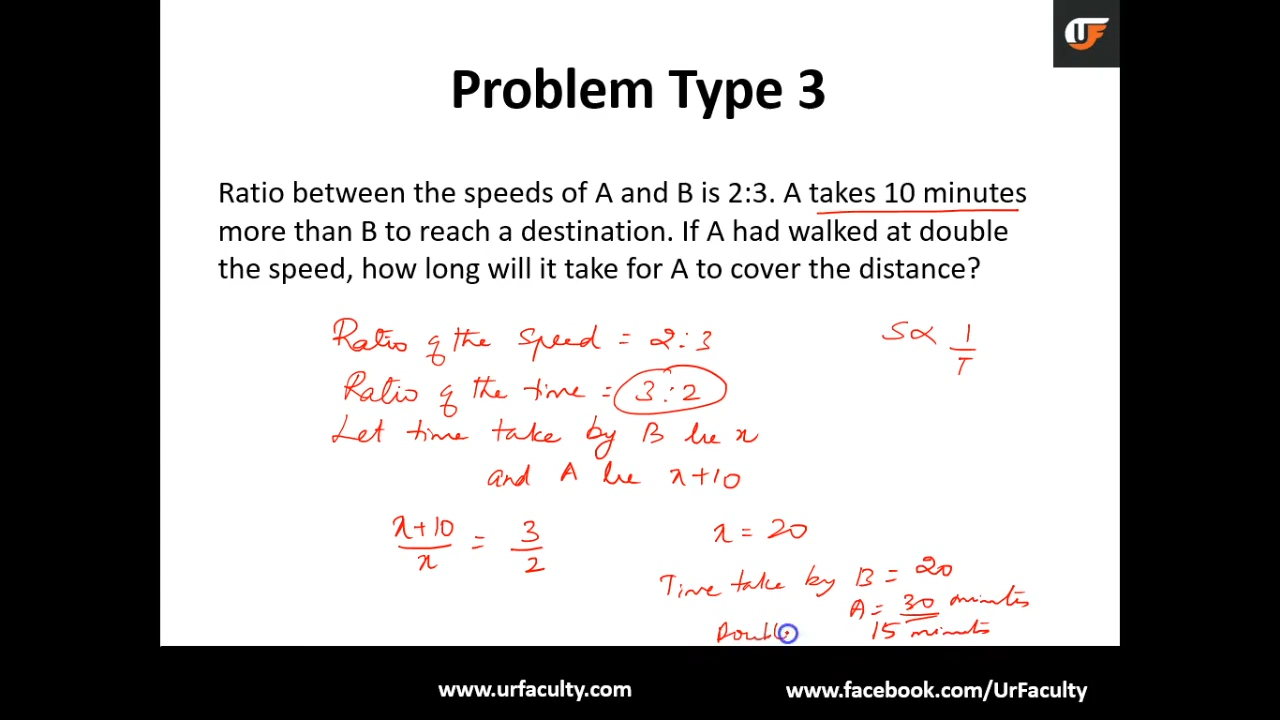 UF
Problem Type 3
Ratio between the speeds of A and B is 2:3. A takes 10 minutes
more than B to reach a destination. If A had walked at double
the speed, how long will it take for A to cover the distance?
Ratio of the speed = 2:3
S∝ 1/T
Ratio of the time = 3:2
Let time take by B be x
and A be x+10
x+10/x = 3/2
x = 20
Time take by B = 20
A = 30 minutes
Doubl 15 minutes
www.urfaculty.com
www.facebook.com/UrFaculty